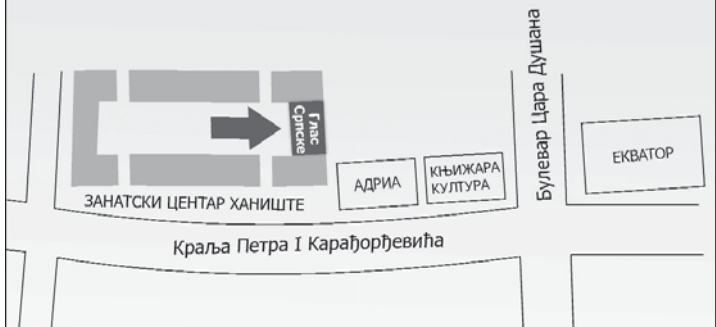 Булевар Цара Душана
Глас
Српске
ЕКВАТОР
АДРИА
КЊИЖАРА
КУЛТУРА
ЗАНАТСКИ ЦЕНТАР ХАНИШТЕ
Краља Петра I Карађорђевића